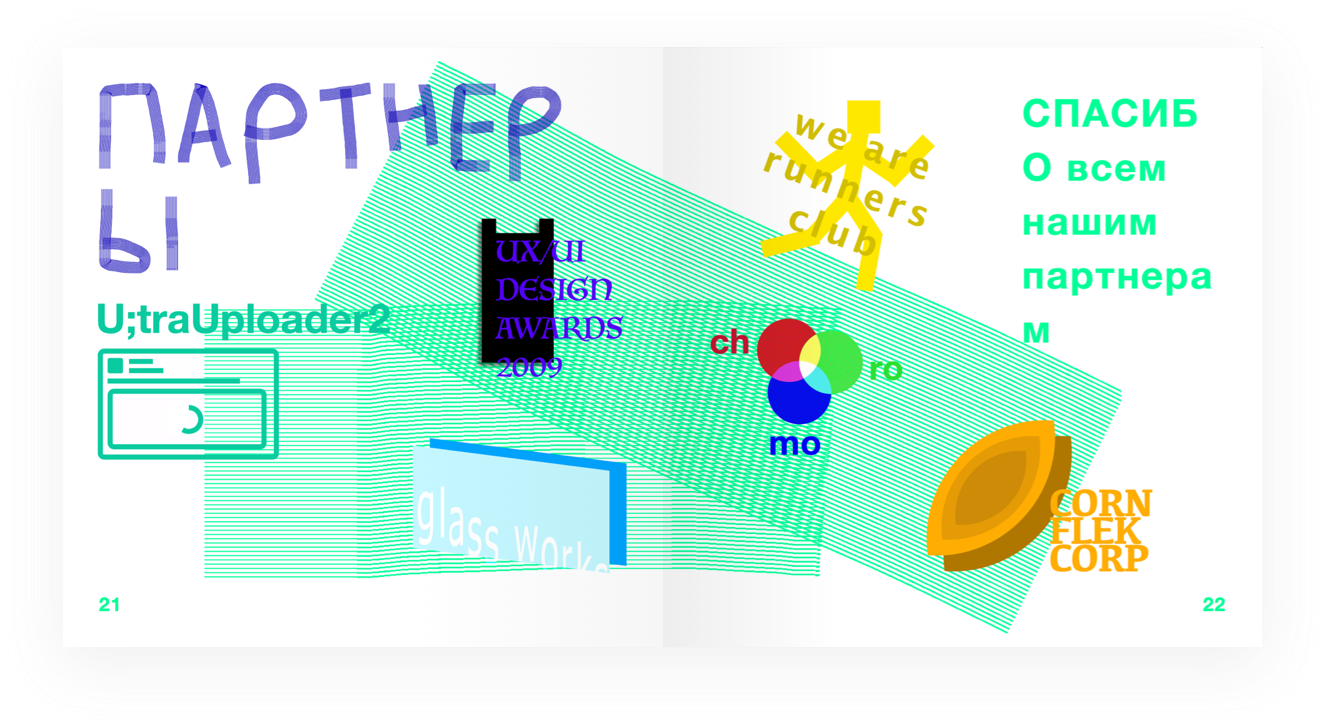 ПАРТНЕР
Ы
U;traUploader2
UX/UI
DESIGN
AWARDS
2009
glass works
21
we are
runners
club
ch
ro
mo
СПАСИБ
О всем
нашим
партнера
м
CORN
FLEK
CORP
22